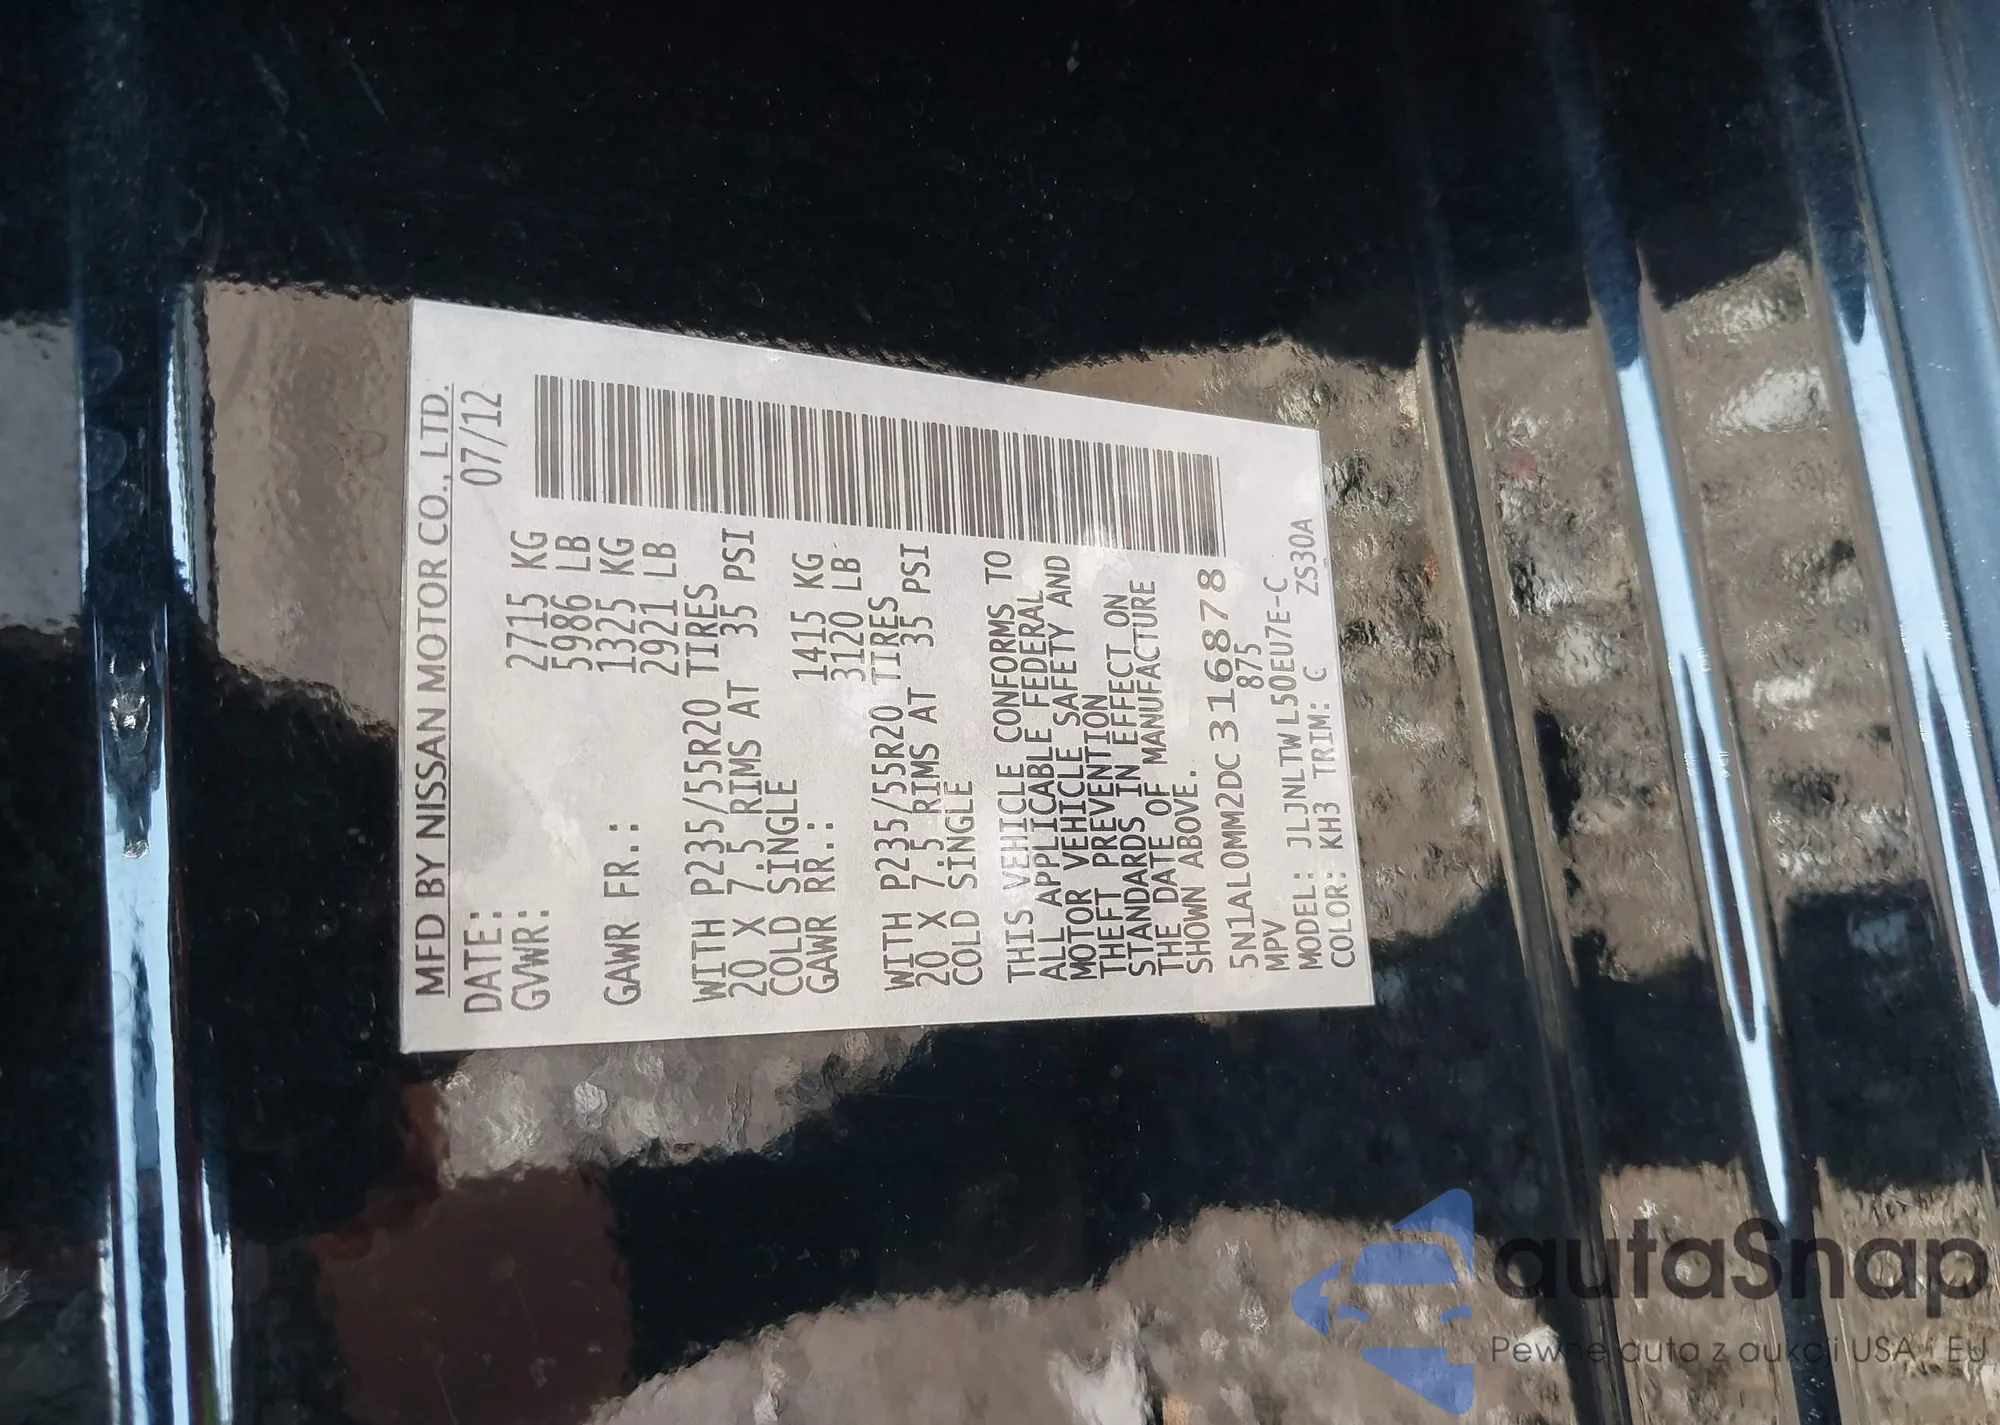 MFD BY NISSAN MOTOR CO., LTD.
DATE: 07/12
GVWR: 2715 KG
5986 LB
GAWR FR.: 1325 KG
2921 LB
WITH P235/55R20 TIRES
20 X 7.5 RIMS AT 35 PSI
COLD SINGLE
GAWR RR.: 1415 KG
3120 LB
WITH P235/55R20 TIRES
20 X 7.5 RIMS AT 35 PSI
COLD SINGLE
THIS VEHICLE CONFORMS TO
ALL APPLICABLE FEDERAL
MOTOR VEHICLE SAFETY AND
THEFT PREVENTION
STANDARDS IN EFFECT ON
THE DATE OF MANUFACTURE
SHOWN ABOVE.
5N1AL0MM2DC316878
MPV 875
MODEL: JLJNLTWL50EU7E-C
COLOR: KH3 TRIM: C ZS30A
autaSnap
Pewne auta z aukcji USA i EU